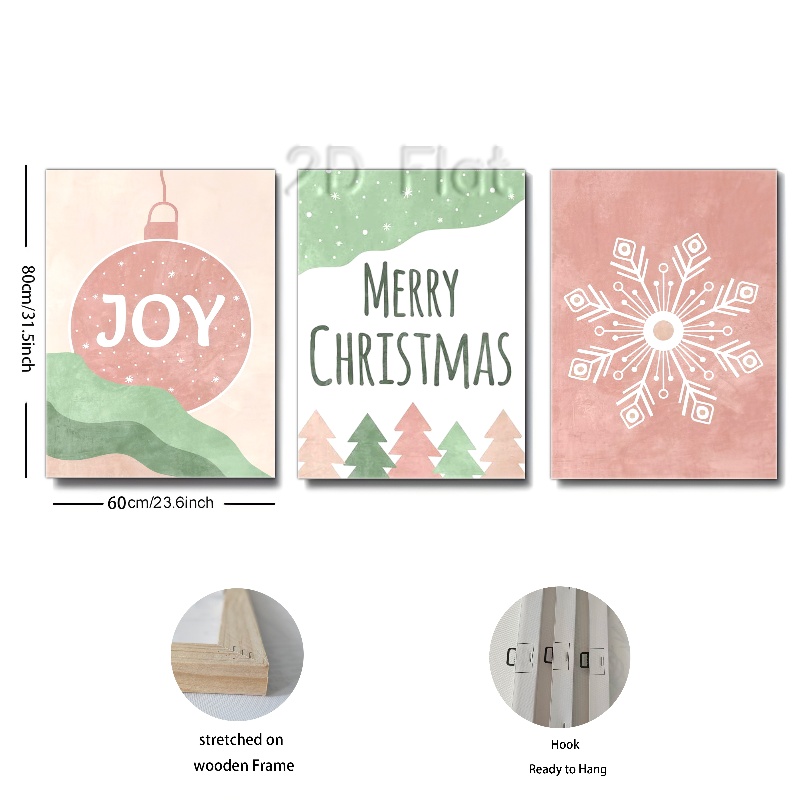 2D Flat
JOY
MERRY
CHRISTMAS
80cm/31.5inch
60cm/23.6inch
stretched on
wooden Frame
Hook
Ready to Hang